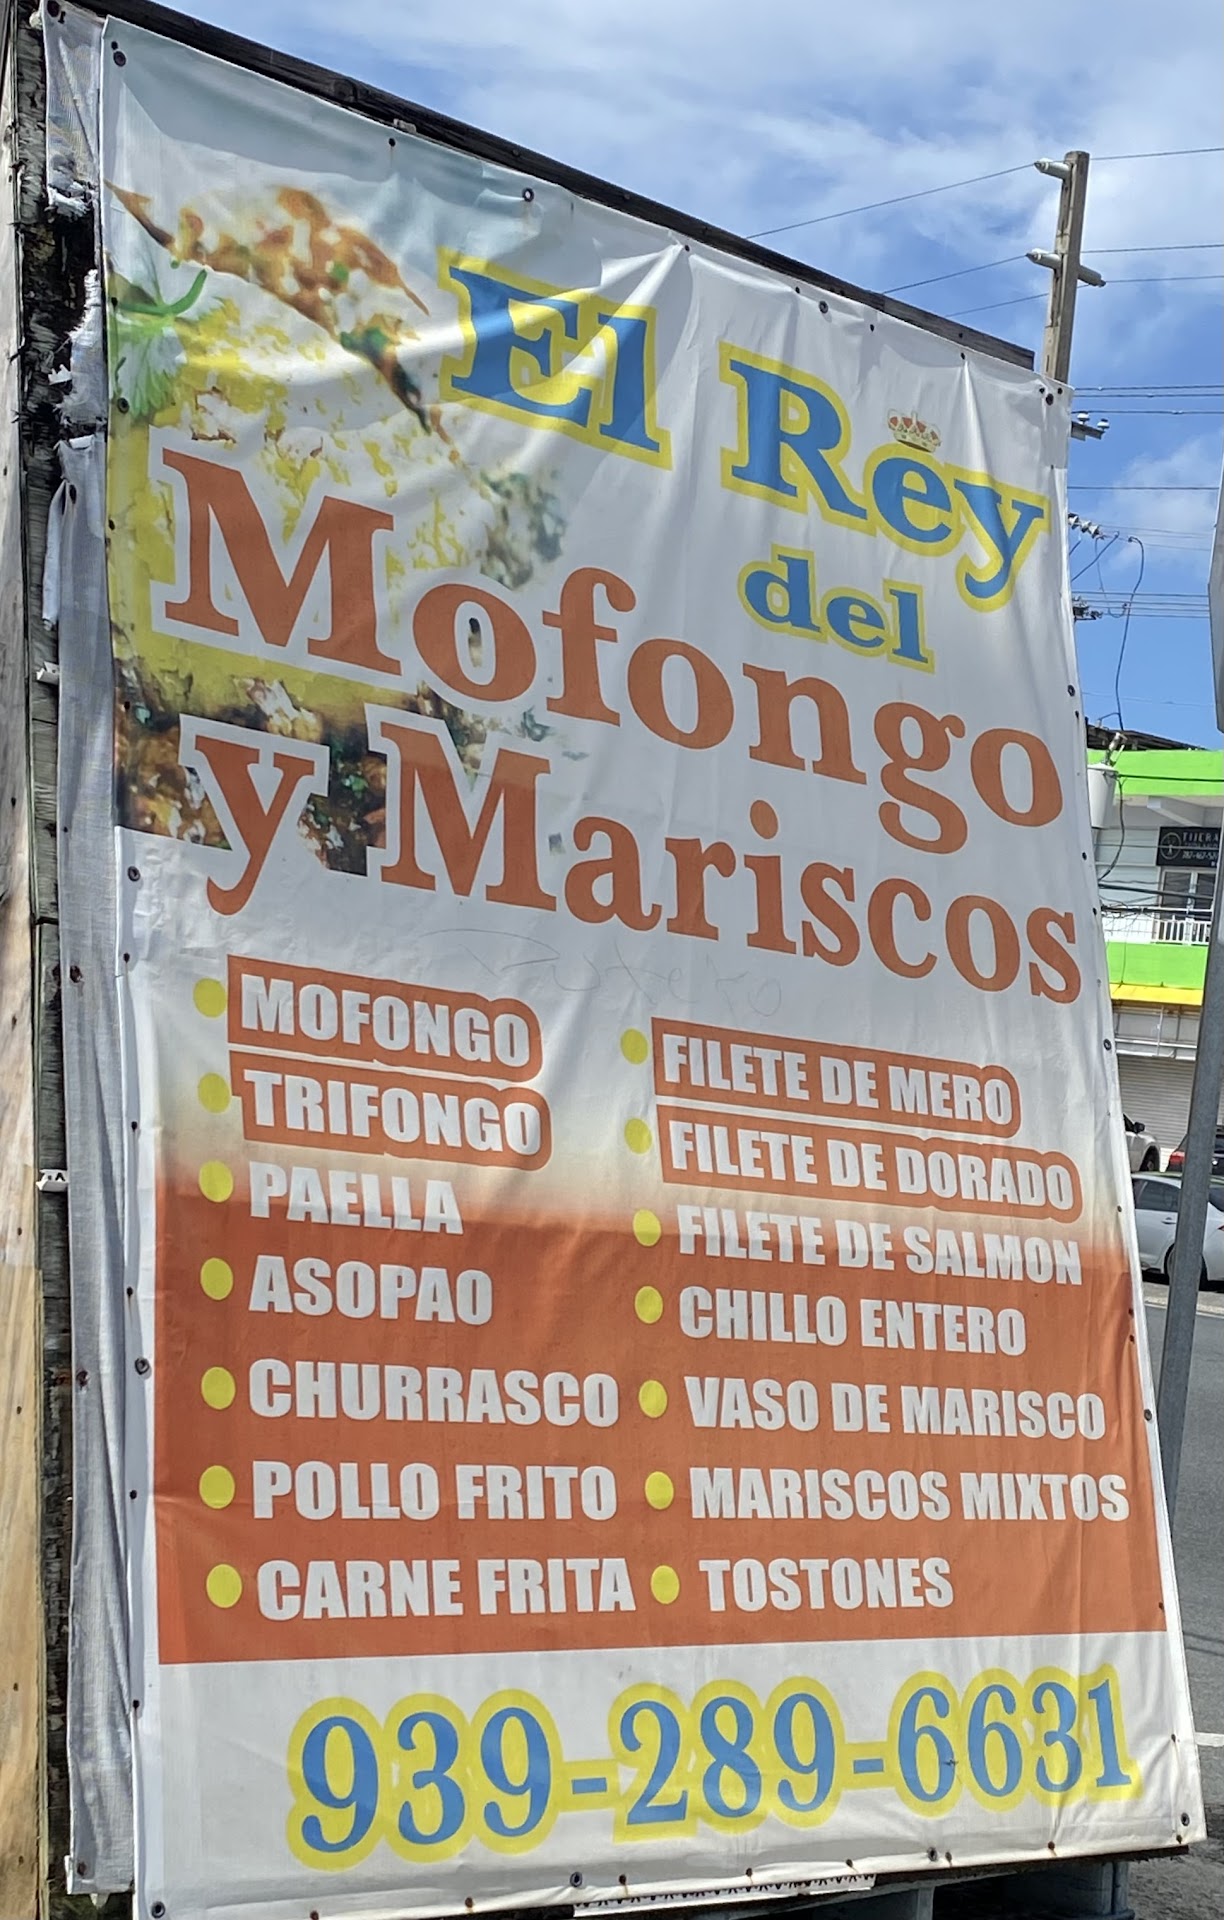 El Rey
del
Mofongo
y Mariscos
MOFONGO
TRIFONGO
PAELLA
ASOPAO
CHURRASCO
POLLO FRITO
CARNE FRITA
FILETE DE MERO
FILETE DE DORADO
FILETE DE SALMON
CHILLO ENTERO
VASO DE MARISCO
MARISCOS MIXTOS
TOSTONES
939-289-6631